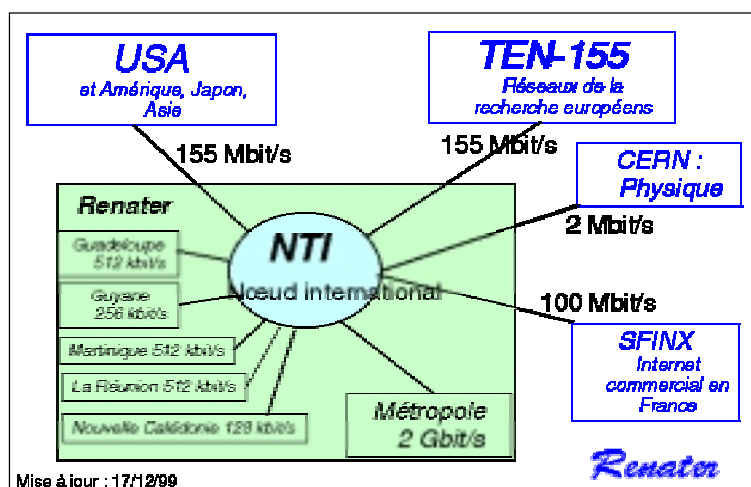 USA
et Amérique, Japon,
Asie
TEN-155
Réseaux de la
recherche européens
155 Mbit/s
155 Mbit/s
CERN :
Physique
2 Mbit/s
Renater
Guadeloupe
512 kbit/s
NTI
Nœud international
Guyane
256 kbit/s
100 Mbit/s
Martinique 512 kbit/s
SFINX
Internet
commercial en
France
La Réunion 512 kbit/s
Nouvelle Calédonie 128 kbit/s
Métropole
2 Gbit/s
Renater
Mise à jour : 17/12/99